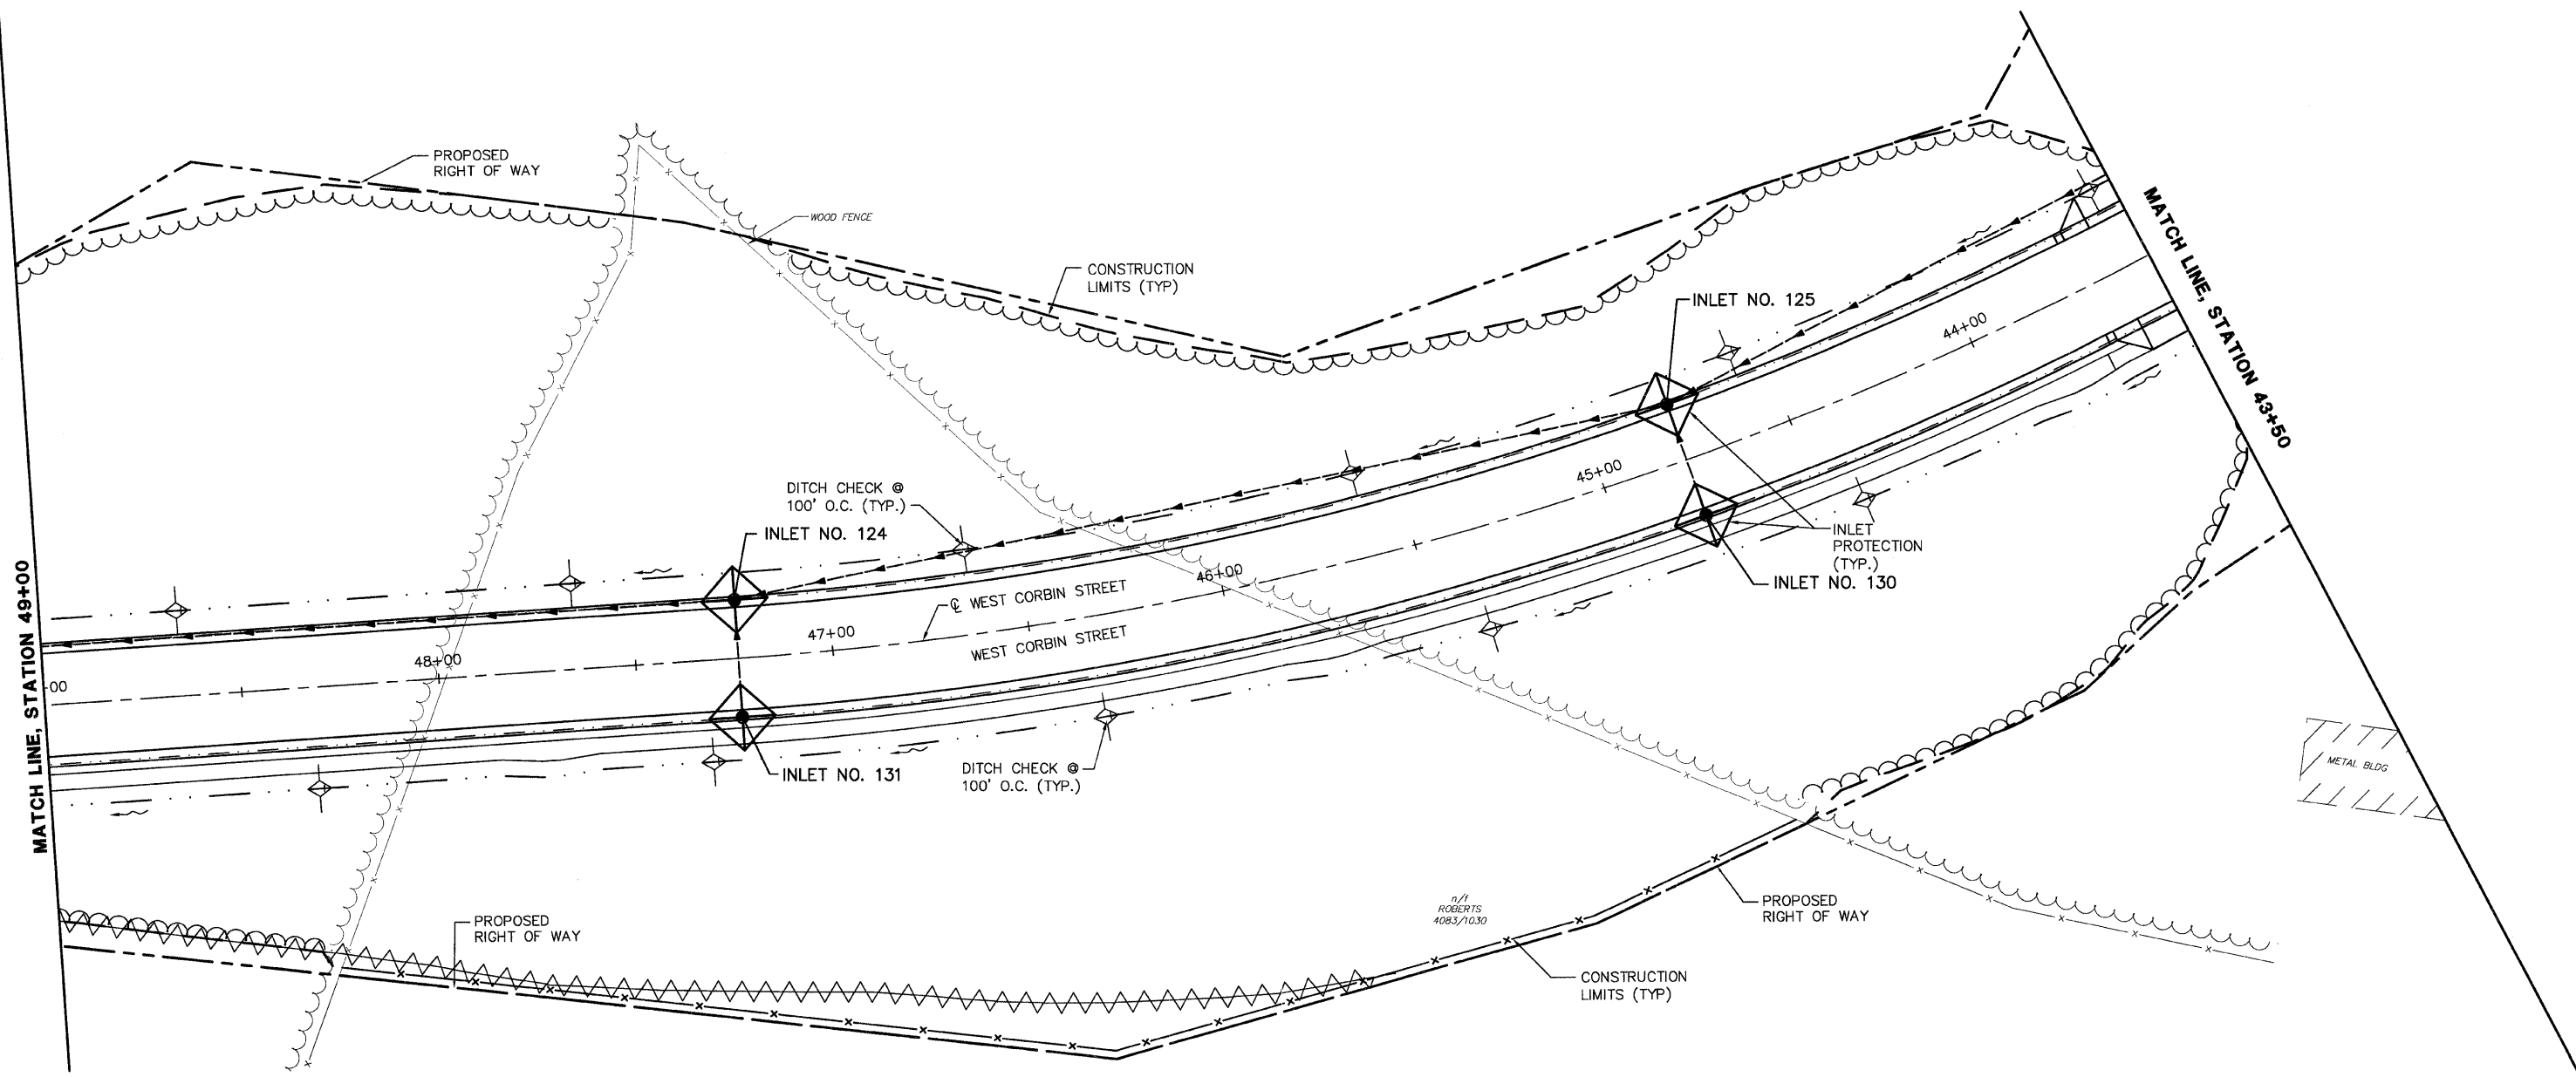 PROPOSED
RIGHT OF WAY
WOOD FENCE
CONSTRUCTION
LIMITS (TYP)
INLET NO. 125
MATCH LINE, STATION 43+50
44+00
45+00
DITCH CHECK @
100' O.C. (TYP.)
INLET NO. 124
INLET
PROTECTION
(TYP.)
INLET NO. 130
46+00
℄ WEST CORBIN STREET
WEST CORBIN STREET
47+00
48+00
00
MATCH LINE, STATION 49+00
INLET NO. 131
DITCH CHECK @
100' O.C. (TYP.)
METAL BLDG
n/f
ROBERTS
4083/1030
PROPOSED
RIGHT OF WAY
PROPOSED
RIGHT OF WAY
CONSTRUCTION
LIMITS (TYP)